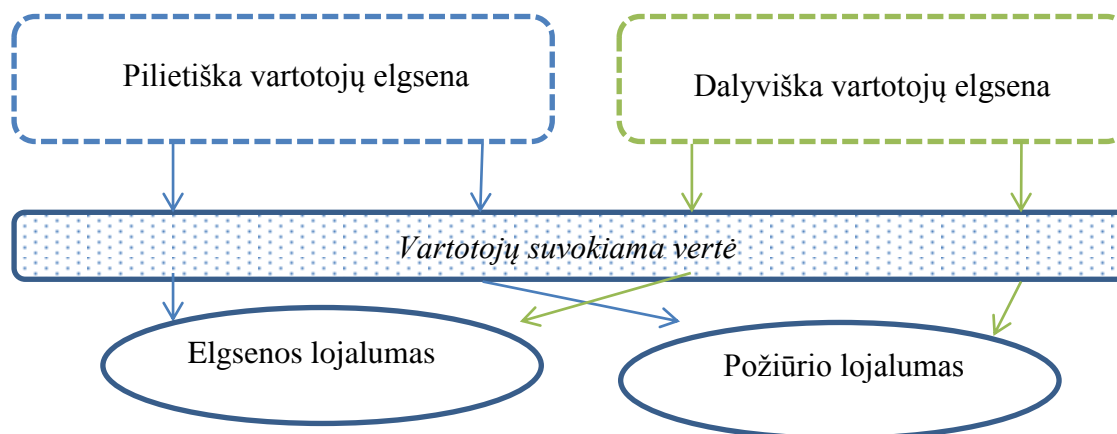 Pilietiška vartotojų elgsena
Dalyviška vartotojų elgsena
Vartotojų suvokiama vertė
Elgsenos lojalumas
Požiūrio lojalumas